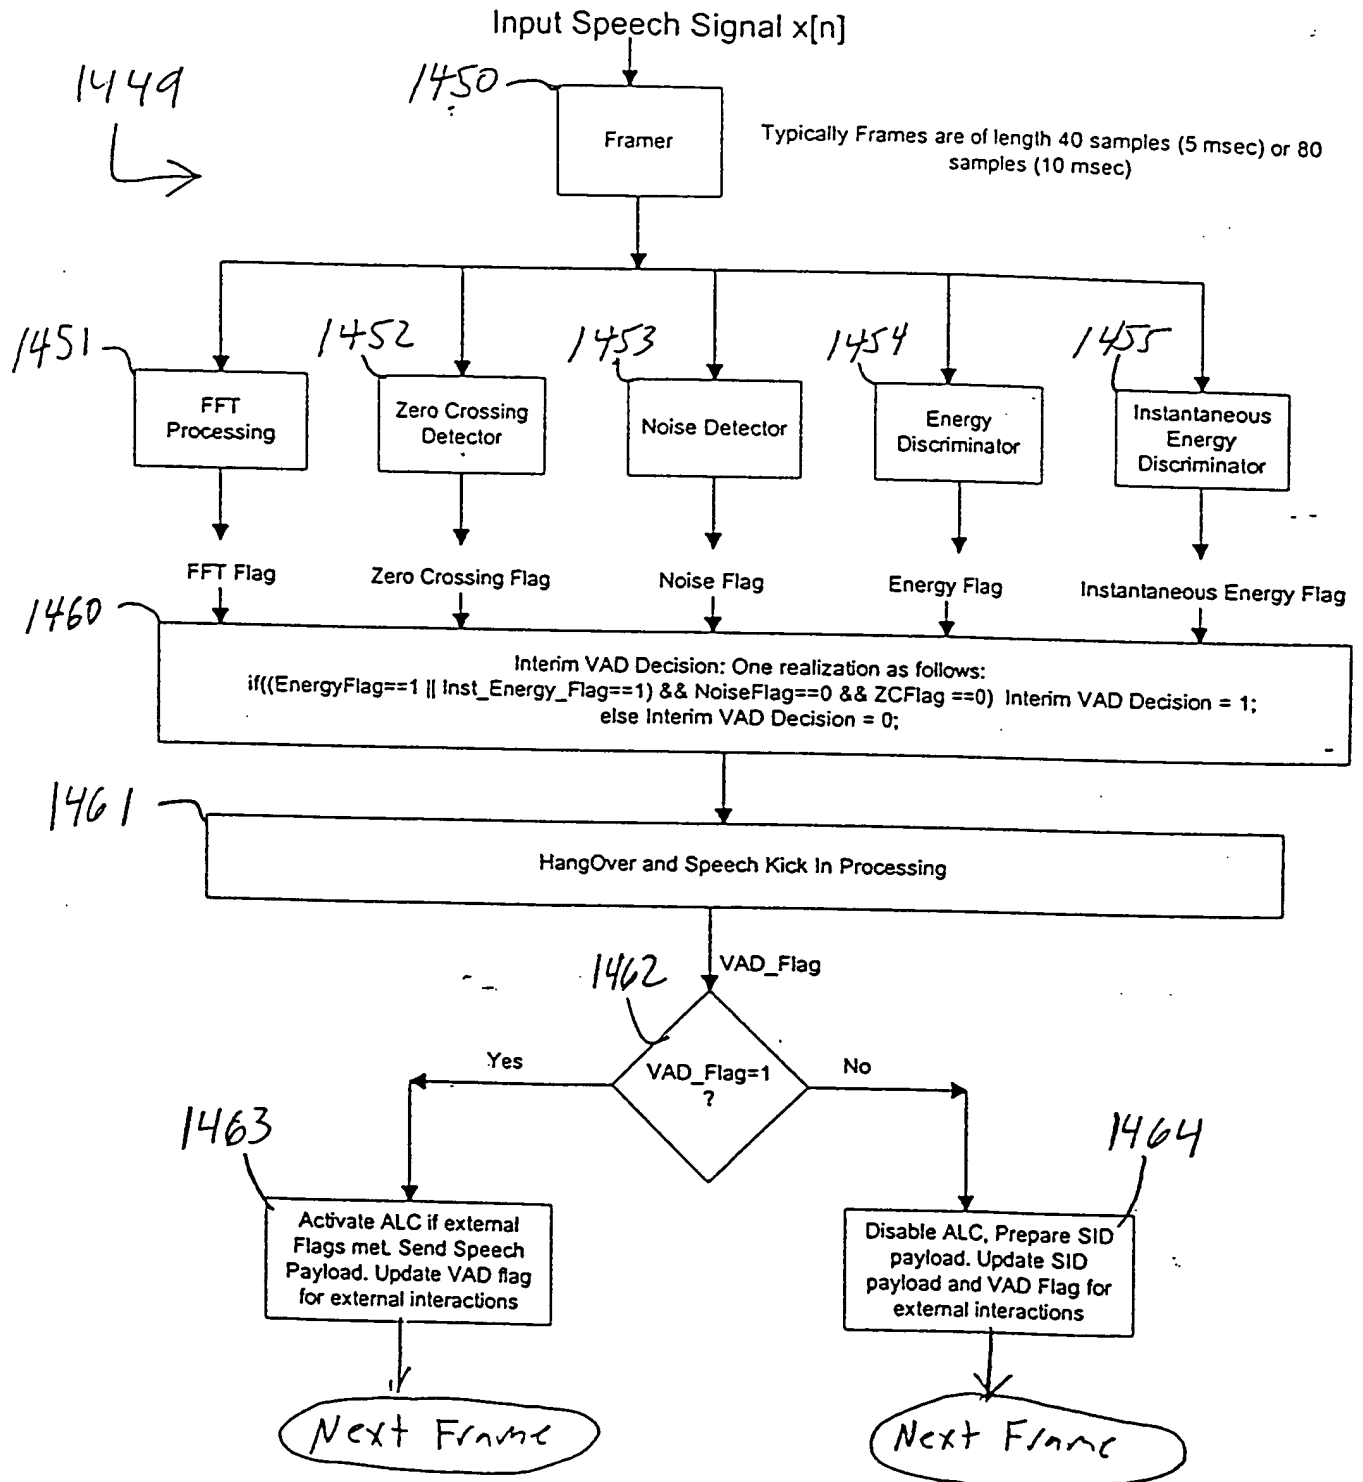 Input Speech Signal x[n]
1449
1450
Framer
Typically Frames are of length 40 samples (5 msec) or 80
samples (10 msec)
1451
1452
1453
1454
1455
FFT
Processing
Zero Crossing
Detector
Noise Detector
Energy
Discriminator
Instantaneous
Energy
Discriminator
FFT Flag
Zero Crossing Flag
Noise Flag
Energy Flag
Instantaneous Energy Flag
1460
Interim VAD Decision: One realization as follows:
if((EnergyFlag==1 || Inst_Energy_Flag==1) && NoiseFlag==0 && ZCFlag ==0) Interim VAD Decision = 1;
else Interim VAD Decision = 0;
1461
HangOver and Speech Kick In Processing
VAD_Flag
1462
VAD_Flag=1
?
Yes
No
1463
1464
Activate ALC if external
Flags met. Send Speech
Payload. Update VAD flag
for external interactions
Disable ALC, Prepare SID
payload. Update SID
payload and VAD Flag for
external interactions
Next Frame
Next Frame